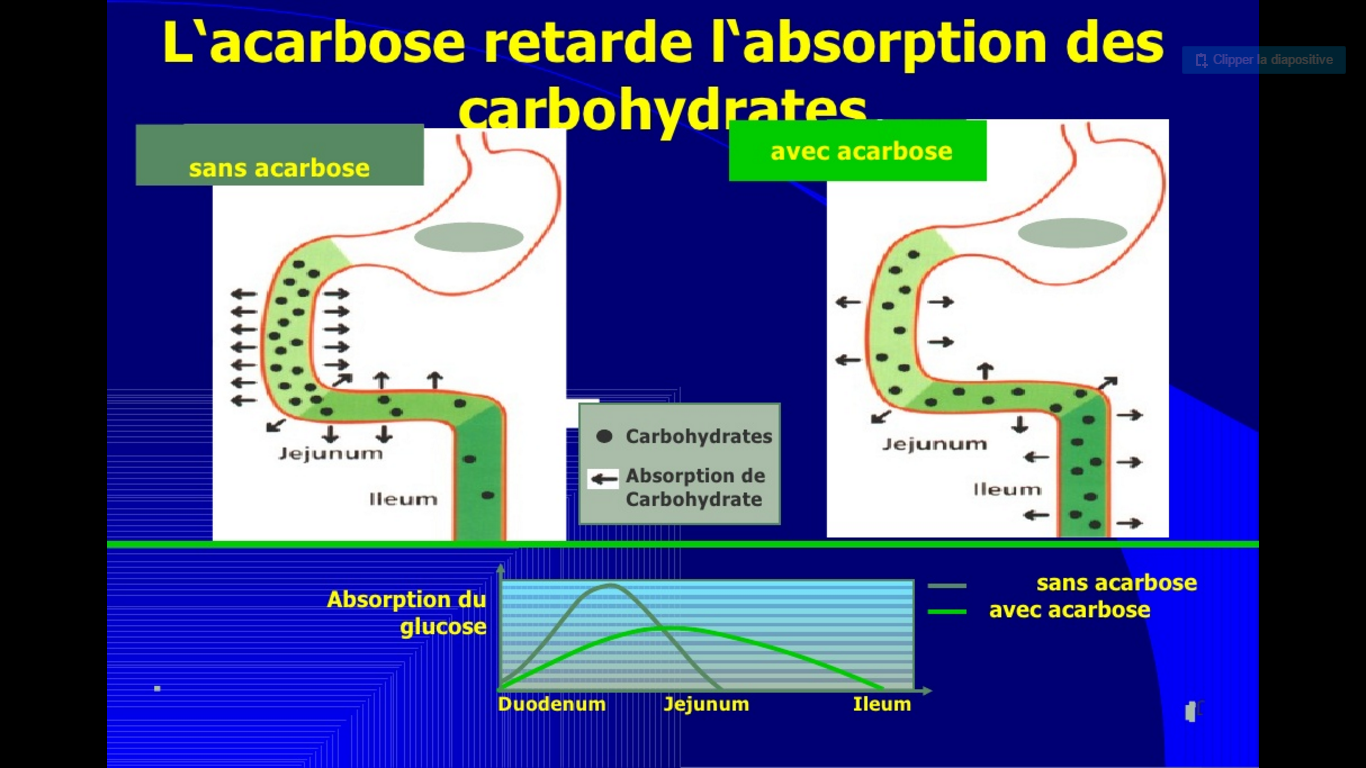 L‘acarbose retarde l‘absorption des
carbohydrates.
Clipper la diapositive
sans acarbose
avec acarbose
Jejunum
Ileum
Carbohydrates
Absorption de
Carbohydrate
Jejunum
Ileum
Absorption du
glucose
sans acarbose
avec acarbose
Duodenum Jejunum Ileum